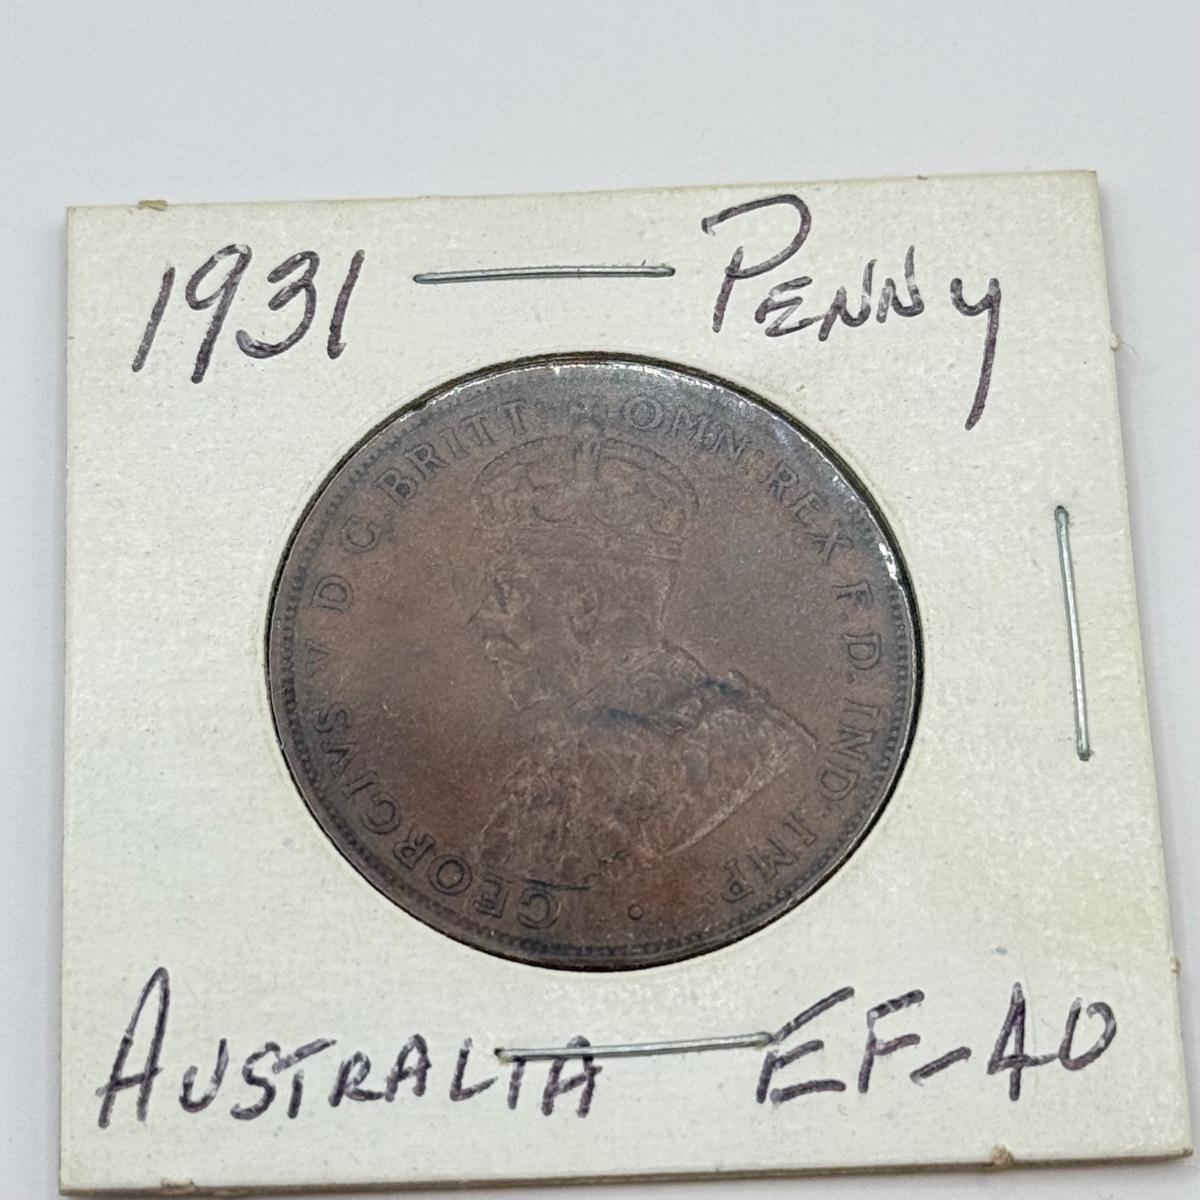 1931 PENNY
GEORGIVS V D. G. BRITT: OMN: REX F. D. IND: IMP:
AUSTRALIA EF-40